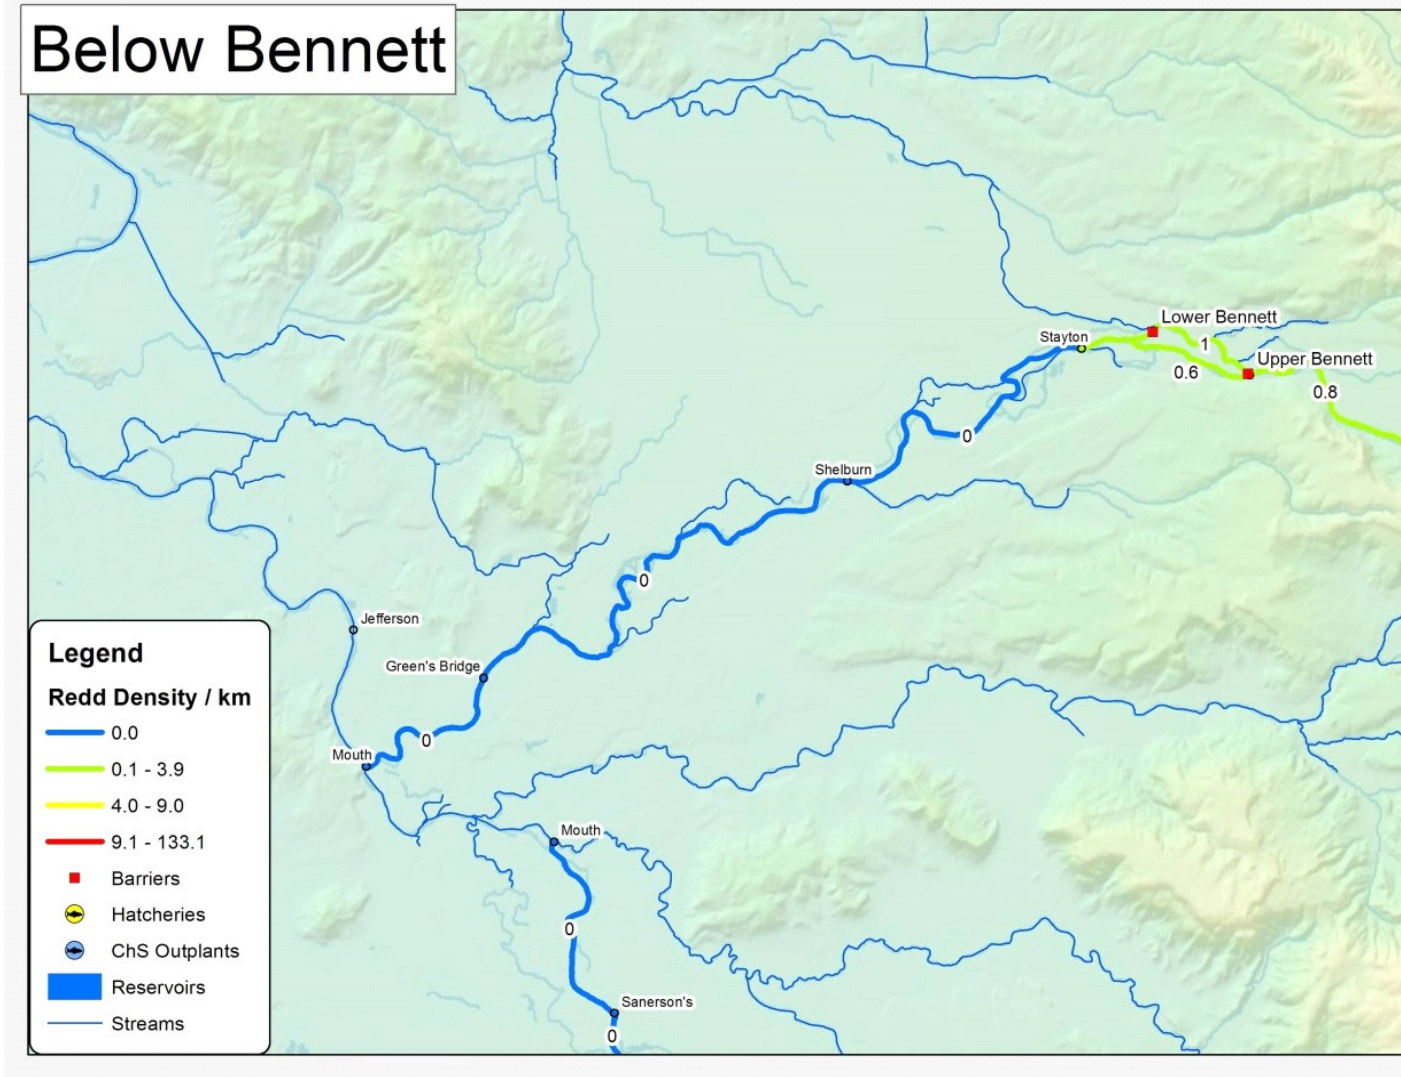 Below Bennett
Lower Bennett
Stayton
1
Upper Bennett
0.6
0.8
0
Shelburn
0
Jefferson
Green's Bridge
0
Mouth
Mouth
0
Sanerson's
0
Legend
Redd Density / km
0.0
0.1 - 3.9
4.0 - 9.0
9.1 - 133.1
Barriers
Hatcheries
ChS Outplants
Reservoirs
Streams